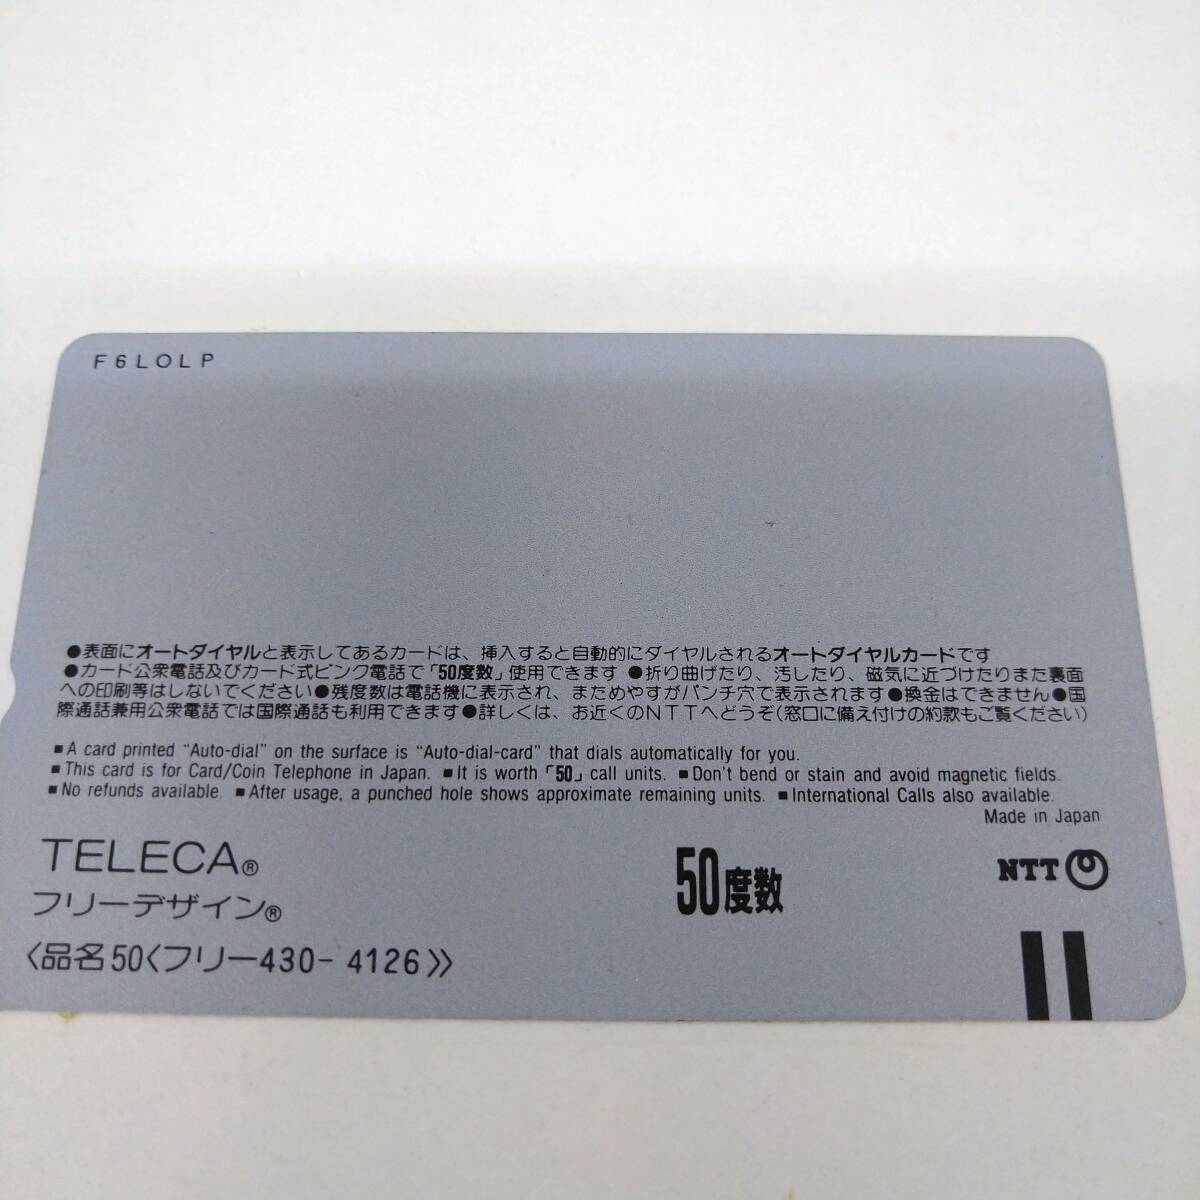 F6LOLP
●表面にオートダイヤルと表示してあるカードは、挿入すると自動的にダイヤルされるオートダイヤルカードです
●カード公衆電話及びカード式ピンク電話で「50度数」使用できます ●折り曲げたり、汚したり、磁気に近づけたりまた裏面
への印刷等はしないでください●残度数は電話機に表示され、まためやすがパンチ穴で表示されます●換金はできません●国
際通話兼用公衆電話では国際通話も利用できます●詳しくは、お近くのNTTへどうぞ(窓口に備え付けの約款もご覧ください)
■A card printed "Auto-dial" on the surface is "Auto-dial-card" that dials automatically for you.
■This card is for Card/Coin Telephone in Japan. ■It is worth「50」call units. ■Don't bend or stain and avoid magnetic fields.
■No refunds available. ■After usage, a punched hole shows approximate remaining units. ■International Calls also available.
Made in Japan
TELECA®
フリーデザイン®
50度数
NTT
〈品名50〈フリー430-4126〉〉